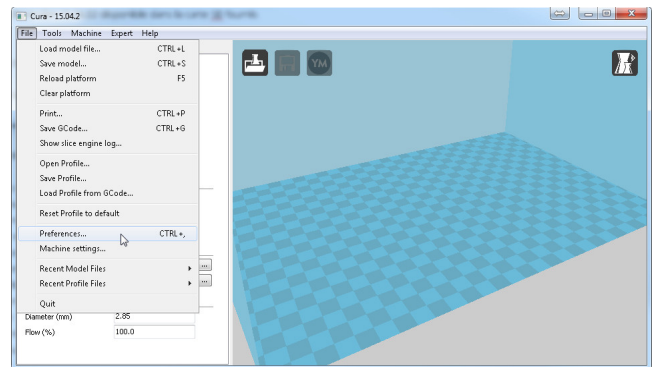 Cura - 15.04.2
File Tools Machine Expert Help
Load model file... CTRL+L
Save model... CTRL+S
Reload platform F5
Clear platform
Print... CTRL+P
Save GCode... CTRL+G
Show slice engine log...
Open Profile...
Save Profile...
Load Profile from GCode...
Reset Profile to default
Preferences... CTRL+,
Machine settings...
Recent Model Files
Recent Profile Files
Quit
Diameter (mm) 2.85
Flow (%) 100.0
YM